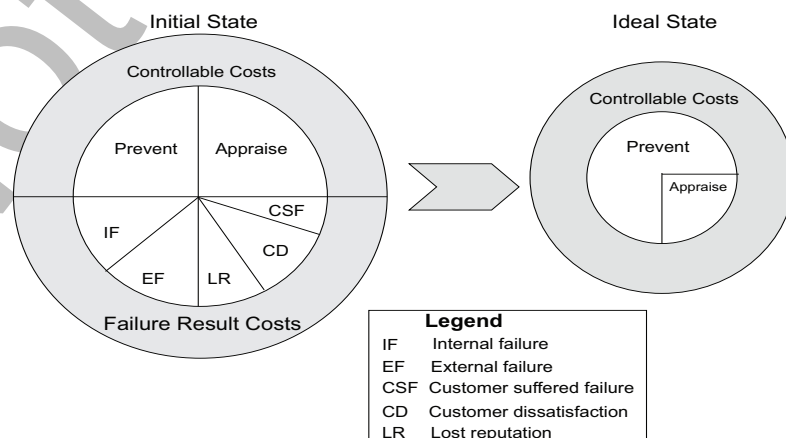 Initial State
Ideal State
Controllable Costs
Prevent
Appraise
IF
EF
LR
CD
CSF
Failure Result Costs
Controllable Costs
Prevent
Appraise
Legend
IF Internal failure
EF External failure
CSF Customer suffered failure
CD Customer dissatisfaction
LR Lost reputation